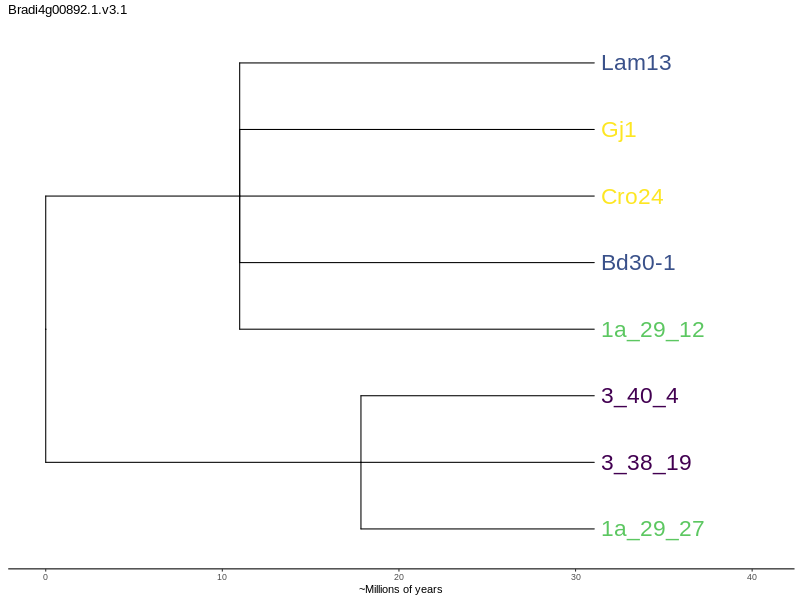 Bradi4g00892.1.v3.1
Lam13
Gj1
Cro24
Bd30-1
1a_29_12
3_40_4
3_38_19
1a_29_27
0 10 20 30 40
~Millions of years